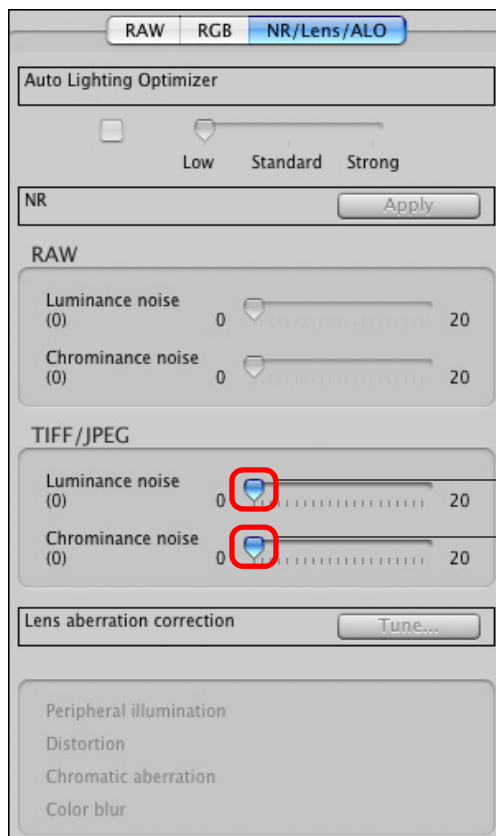 RAW RGB NR/Lens/ALO
Auto Lighting Optimizer
Low Standard Strong
NR Apply
RAW
Luminance noise
(0) 0 20
Chrominance noise
(0) 0 20
TIFF/JPEG
Luminance noise
(0) 0 20
Chrominance noise
(0) 0 20
Lens aberration correction Tune...
Peripheral illumination
Distortion
Chromatic aberration
Color blur